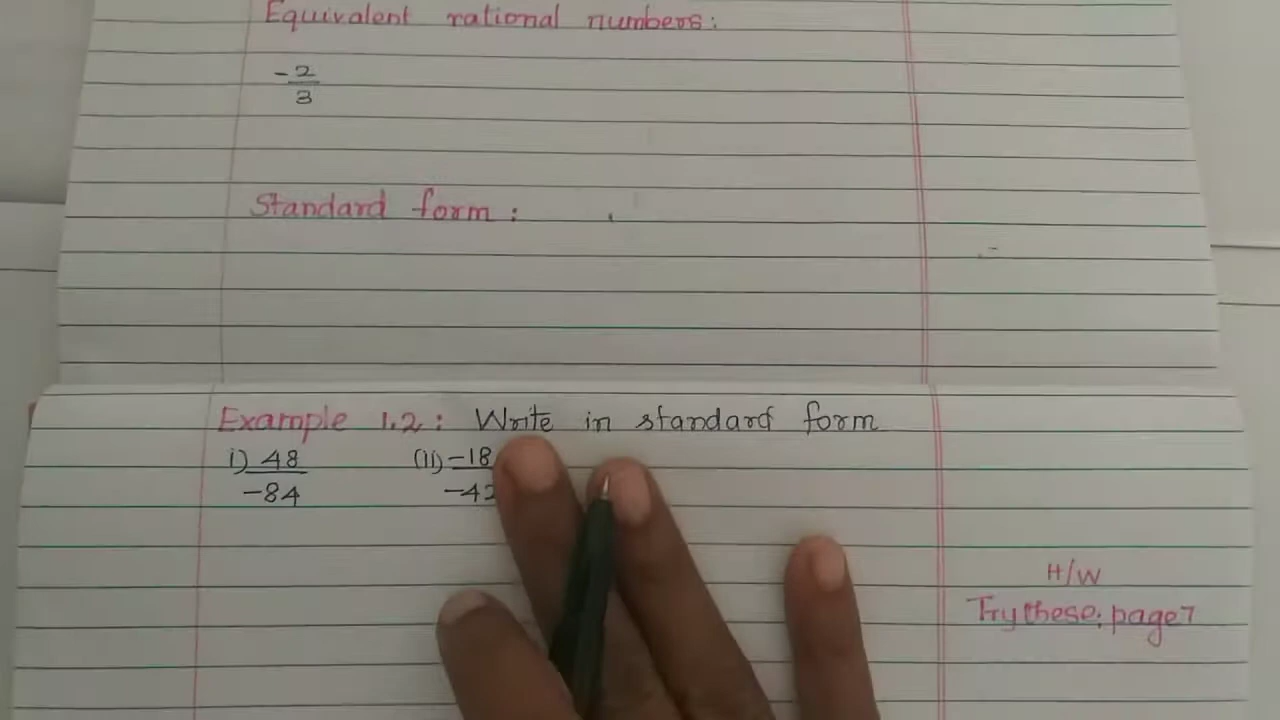 Equivalent rational numbers:
-2
3
Standard form :
Example 1.2: Write in standard form
i) 48 (ii) -18
-84 -42
H/W
Try these: page 7